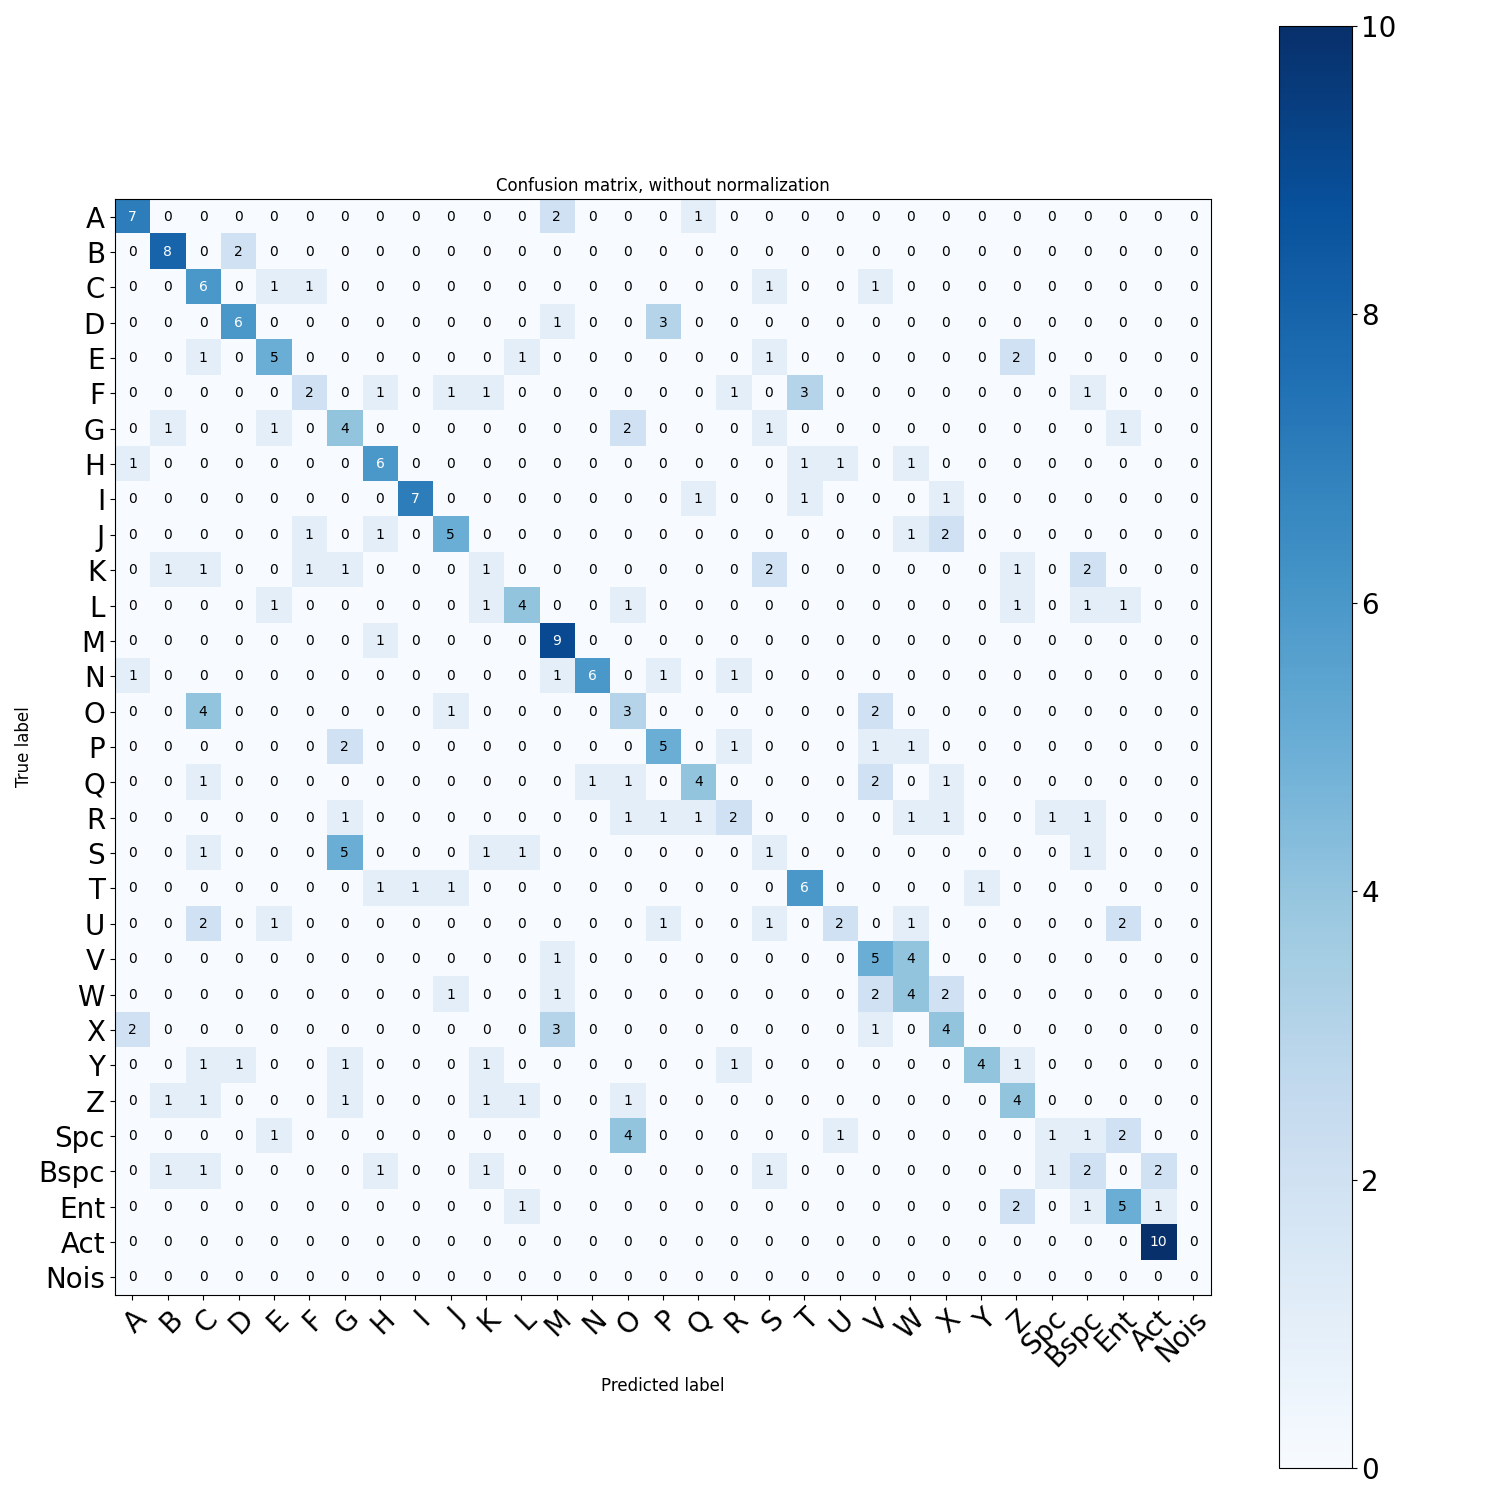 Confusion matrix, without normalization
A 7 0 0 0 0 0 0 0 0 0 0 0 2 0 0 0 1 0 0 0 0 0 0 0 0 0 0 0 0 0 0
B 0 8 0 2 0 0 0 0 0 0 0 0 0 0 0 0 0 0 0 0 0 0 0 0 0 0 0 0 0 0 0
C 0 0 6 0 1 1 0 0 0 0 0 0 0 0 0 0 0 0 1 0 0 1 0 0 0 0 0 0 0 0 0
D 0 0 0 6 0 0 0 0 0 0 0 0 1 0 0 3 0 0 0 0 0 0 0 0 0 0 0 0 0 0 0
E 0 0 1 0 5 0 0 0 0 0 0 1 0 0 0 0 0 0 1 0 0 0 0 0 0 2 0 0 0 0 0
F 0 0 0 0 0 2 0 1 0 1 1 0 0 0 0 0 0 1 0 3 0 0 0 0 0 0 0 1 0 0 0
G 0 1 0 0 1 0 4 0 0 0 0 0 0 0 2 0 0 0 1 0 0 0 0 0 0 0 0 0 1 0 0
H 1 0 0 0 0 0 0 6 0 0 0 0 0 0 0 0 0 0 0 1 1 0 1 0 0 0 0 0 0 0 0
I 0 0 0 0 0 0 0 0 7 0 0 0 0 0 0 0 1 0 0 1 0 0 0 1 0 0 0 0 0 0 0
J 0 0 0 0 0 1 0 1 0 5 0 0 0 0 0 0 0 0 0 0 0 0 1 2 0 0 0 0 0 0 0
K 0 1 1 0 0 1 1 0 0 0 1 0 0 0 0 0 0 0 2 0 0 0 0 0 0 1 0 2 0 0 0
L 0 0 0 0 1 0 0 0 0 0 1 4 0 0 1 0 0 0 0 0 0 0 0 0 0 1 0 1 1 0 0
M 0 0 0 0 0 0 0 1 0 0 0 0 9 0 0 0 0 0 0 0 0 0 0 0 0 0 0 0 0 0 0
N 1 0 0 0 0 0 0 0 0 0 0 0 1 6 0 1 0 1 0 0 0 0 0 0 0 0 0 0 0 0 0
O 0 0 4 0 0 0 0 0 0 1 0 0 0 0 3 0 0 0 0 0 0 2 0 0 0 0 0 0 0 0 0
P 0 0 0 0 0 0 2 0 0 0 0 0 0 0 0 5 0 1 0 0 0 1 1 0 0 0 0 0 0 0 0
Q 0 0 1 0 0 0 0 0 0 0 0 0 0 1 1 0 4 0 0 0 0 2 0 1 0 0 0 0 0 0 0
R 0 0 0 0 0 0 1 0 0 0 0 0 0 0 1 1 1 2 0 0 0 0 1 1 0 0 1 1 0 0 0
S 0 0 1 0 0 0 5 0 0 0 1 1 0 0 0 0 0 0 1 0 0 0 0 0 0 0 0 1 0 0 0
T 0 0 0 0 0 0 0 1 1 1 0 0 0 0 0 0 0 0 0 6 0 0 0 0 1 0 0 0 0 0 0
U 0 0 2 0 1 0 0 0 0 0 0 0 0 0 0 1 0 0 1 0 2 0 1 0 0 0 0 0 2 0 0
V 0 0 0 0 0 0 0 0 0 0 0 0 1 0 0 0 0 0 0 0 0 5 4 0 0 0 0 0 0 0 0
W 0 0 0 0 0 0 0 0 0 1 0 0 1 0 0 0 0 0 0 0 0 2 4 2 0 0 0 0 0 0 0
X 2 0 0 0 0 0 0 0 0 0 0 0 3 0 0 0 0 0 0 0 0 1 0 4 0 0 0 0 0 0 0
Y 0 0 1 1 0 0 1 0 0 0 1 0 0 0 0 0 0 1 0 0 0 0 0 0 4 1 0 0 0 0 0
Z 0 1 1 0 0 0 1 0 0 0 1 1 0 0 1 0 0 0 0 0 0 0 0 0 0 4 0 0 0 0 0
Spc 0 0 0 0 1 0 0 0 0 0 0 0 0 0 4 0 0 0 0 0 1 0 0 0 0 0 1 1 2 0 0
Bspc 0 1 1 0 0 0 0 1 0 0 1 0 0 0 0 0 0 0 1 0 0 0 0 0 0 0 1 2 0 2 0
Ent 0 0 0 0 0 0 0 0 0 0 0 1 0 0 0 0 0 0 0 0 0 0 0 0 0 2 0 1 5 1 0
Act 0 0 0 0 0 0 0 0 0 0 0 0 0 0 0 0 0 0 0 0 0 0 0 0 0 0 0 0 0 10 0
Nois 0 0 0 0 0 0 0 0 0 0 0 0 0 0 0 0 0 0 0 0 0 0 0 0 0 0 0 0 0 0 0
A B C D E F G H I J K L M N O P Q R S T U V W X Y Z Spc Bspc Ent Act Nois
Predicted label
True label
10
8
6
4
2
0